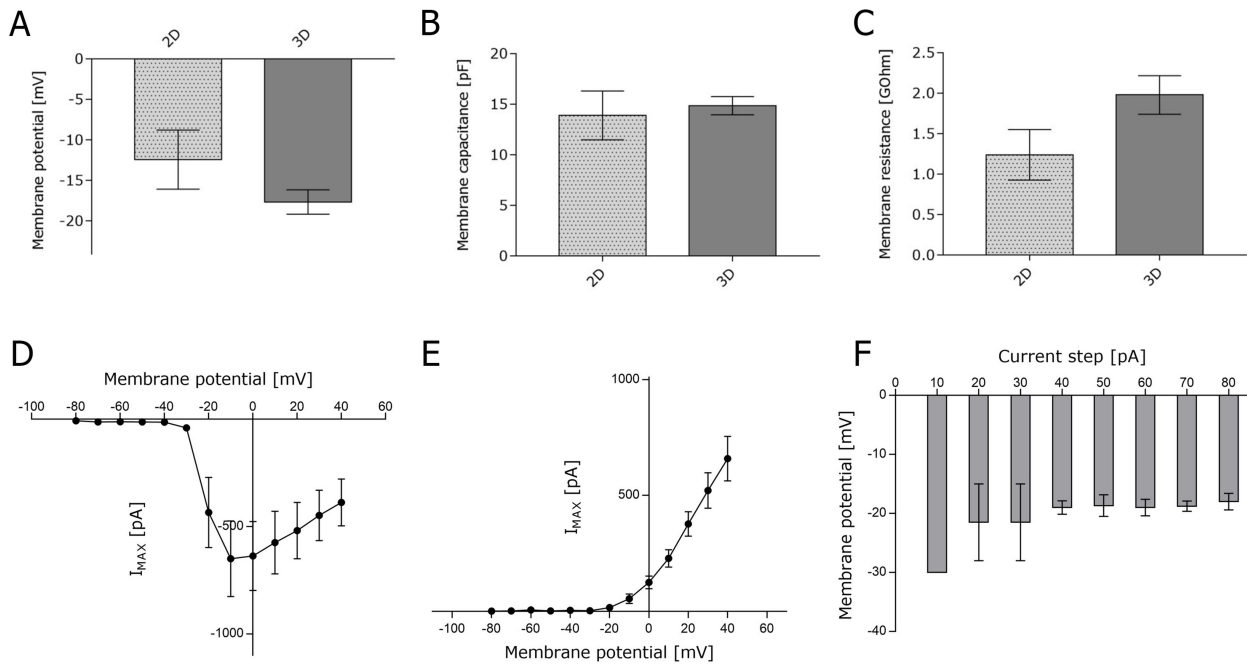 A
2D
3D
0
-5
-10
-15
-20
Membrane potential [mV]
B
20
15
10
5
0
Membrane capacitance [pF]
2D
3D
C
2.5
2.0
1.5
1.0
0.5
0.0
Membrane resistance [GOhm]
2D
3D
D
Membrane potential [mV]
-100 -80 -60 -40 -20 0 20 40 60
-500
-1000
IMAX [pA]
E
1000
500
IMAX [pA]
-100 -80 -60 -40 -20 0 20 40 60
Membrane potential [mV]
F
Current step [pA]
0 10 20 30 40 50 60 70 80
0
-10
-20
-30
-40
Membrane potential [mV]